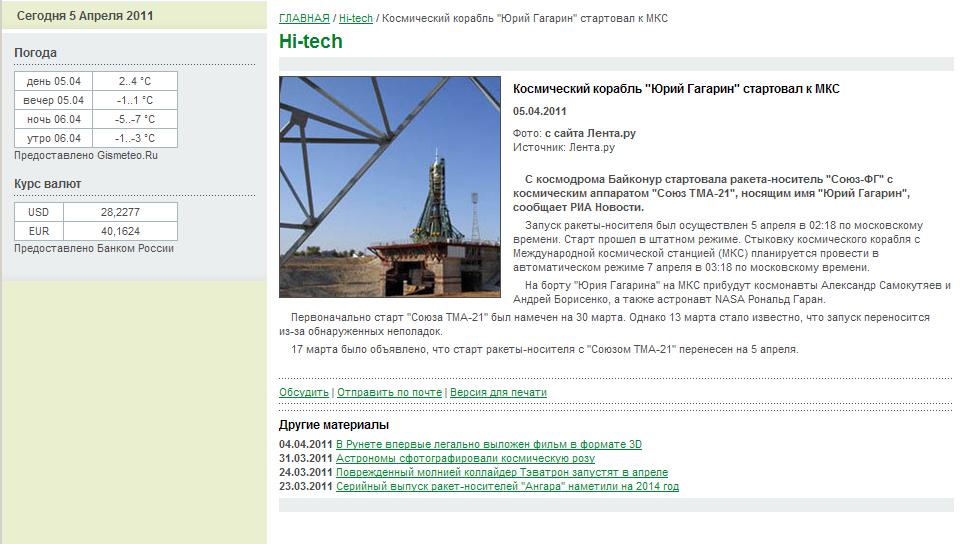 Сегодня 5 Апреля 2011
Погода
день 05.04 2..4 °C
вечер 05.04 -1..1 °C
ночь 06.04 -5..-7 °C
утро 06.04 -1..-3 °C
Предоставлено Gismeteo.Ru
Курс валют
USD 28,2277
EUR 40,1624
Предоставлено Банком России
ГЛАВНАЯ / Hi-tech / Космический корабль "Юрий Гагарин" стартовал к МКС
Hi-tech
Космический корабль "Юрий Гагарин" стартовал к МКС
05.04.2011
Фото: с сайта Лента.ру
Источник: Лента.ру
С космодрома Байконур стартовала ракета-носитель "Союз-ФГ" с
космическим аппаратом "Союз ТМА-21", носящим имя "Юрий Гагарин",
сообщает РИА Новости.
Запуск ракеты-носителя был осуществлен 5 апреля в 02:18 по московскому
времени. Старт прошел в штатном режиме. Стыковку космического корабля с
Международной космической станцией (МКС) планируется провести в
автоматическом режиме 7 апреля в 03:18 по московскому времени.
На борту "Юрия Гагарина" на МКС прибудут космонавты Александр Самокутяев и
Андрей Борисенко, а также астронавт NASA Рональд Гаран.
Первоначально старт "Союза ТМА-21" был намечен на 30 марта. Однако 13 марта стало известно, что запуск переносится
из-за обнаруженных неполадок.
17 марта было объявлено, что старт ракеты-носителя с "Союзом ТМА-21" перенесен на 5 апреля.
Обсудить | Отправить по почте | Версия для печати
Другие материалы
04.04.2011 В Рунете впервые легально выложен фильм в формате 3D
31.03.2011 Астрономы сфотографировали космическую розу
24.03.2011 Поврежденный молнией коллайдер Тэватрон запустят в апреле
23.03.2011 Серийный выпуск ракет-носителей "Ангара" наметили на 2014 год